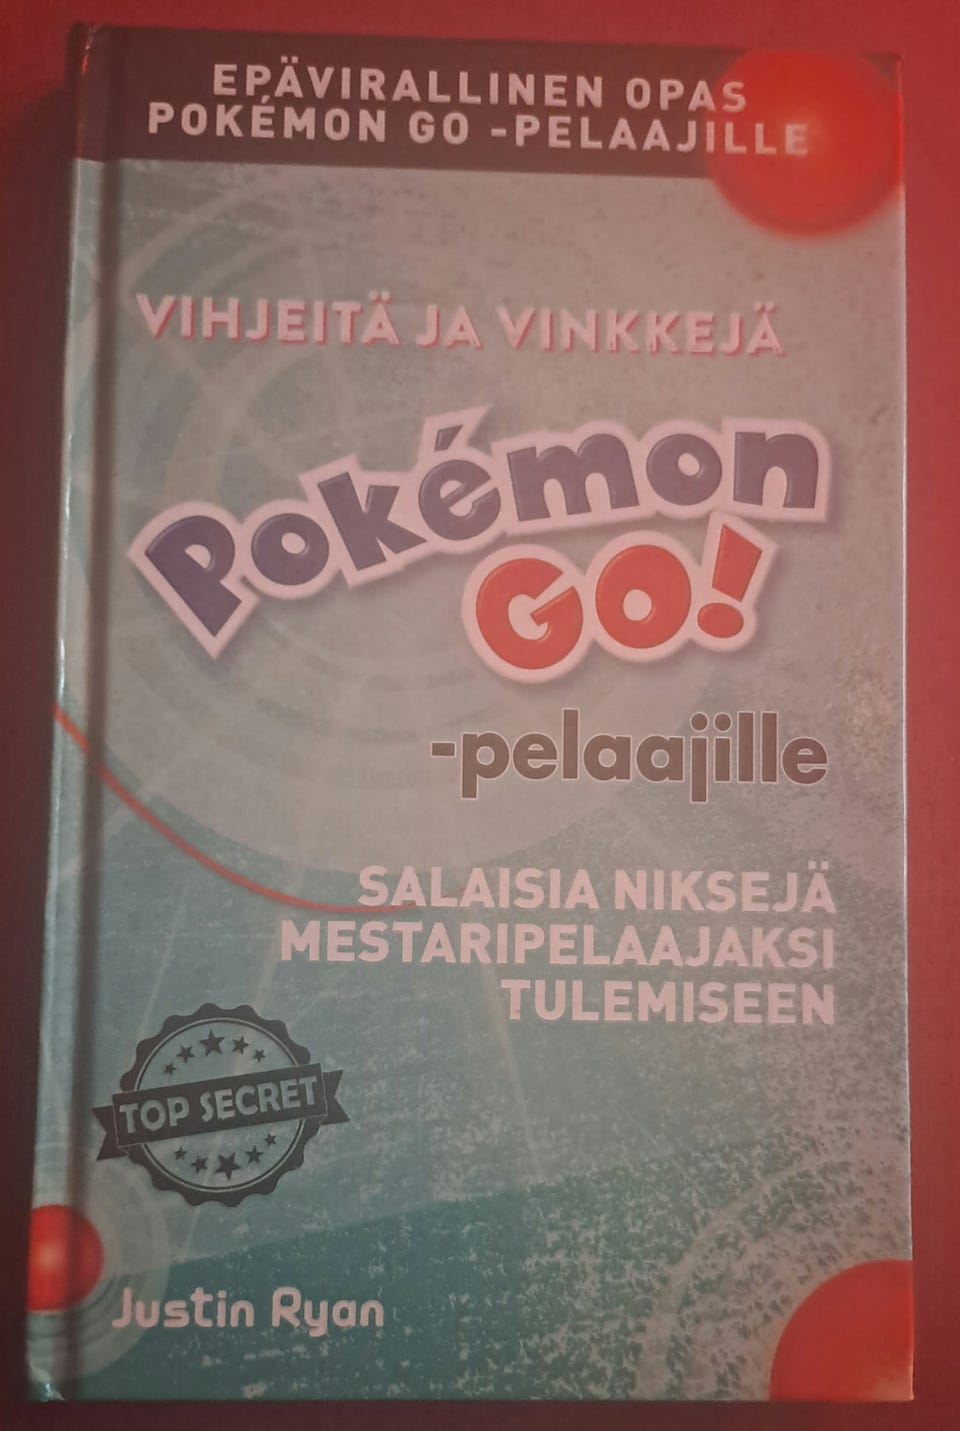 EPÄVIRALLINEN OPAS
POKÉMON GO -PELAAJILLE
VIHJEITÄ JA VINKKEJÄ
Pokémon
GO!
-pelaajille
SALAISIA NIKSEJÄ
MESTARIPELAAJAKSI
TULEMISEEN
TOP SECRET
Justin Ryan